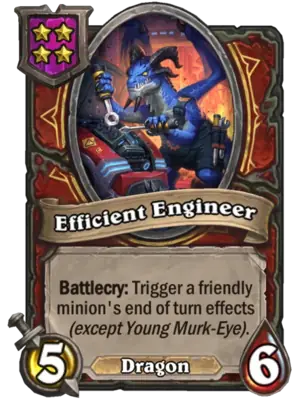 Efficient Engineer
Battlecry: Trigger a friendly
minion's end of turn effects
(except Young Murk-Eye).
5
Dragon
6